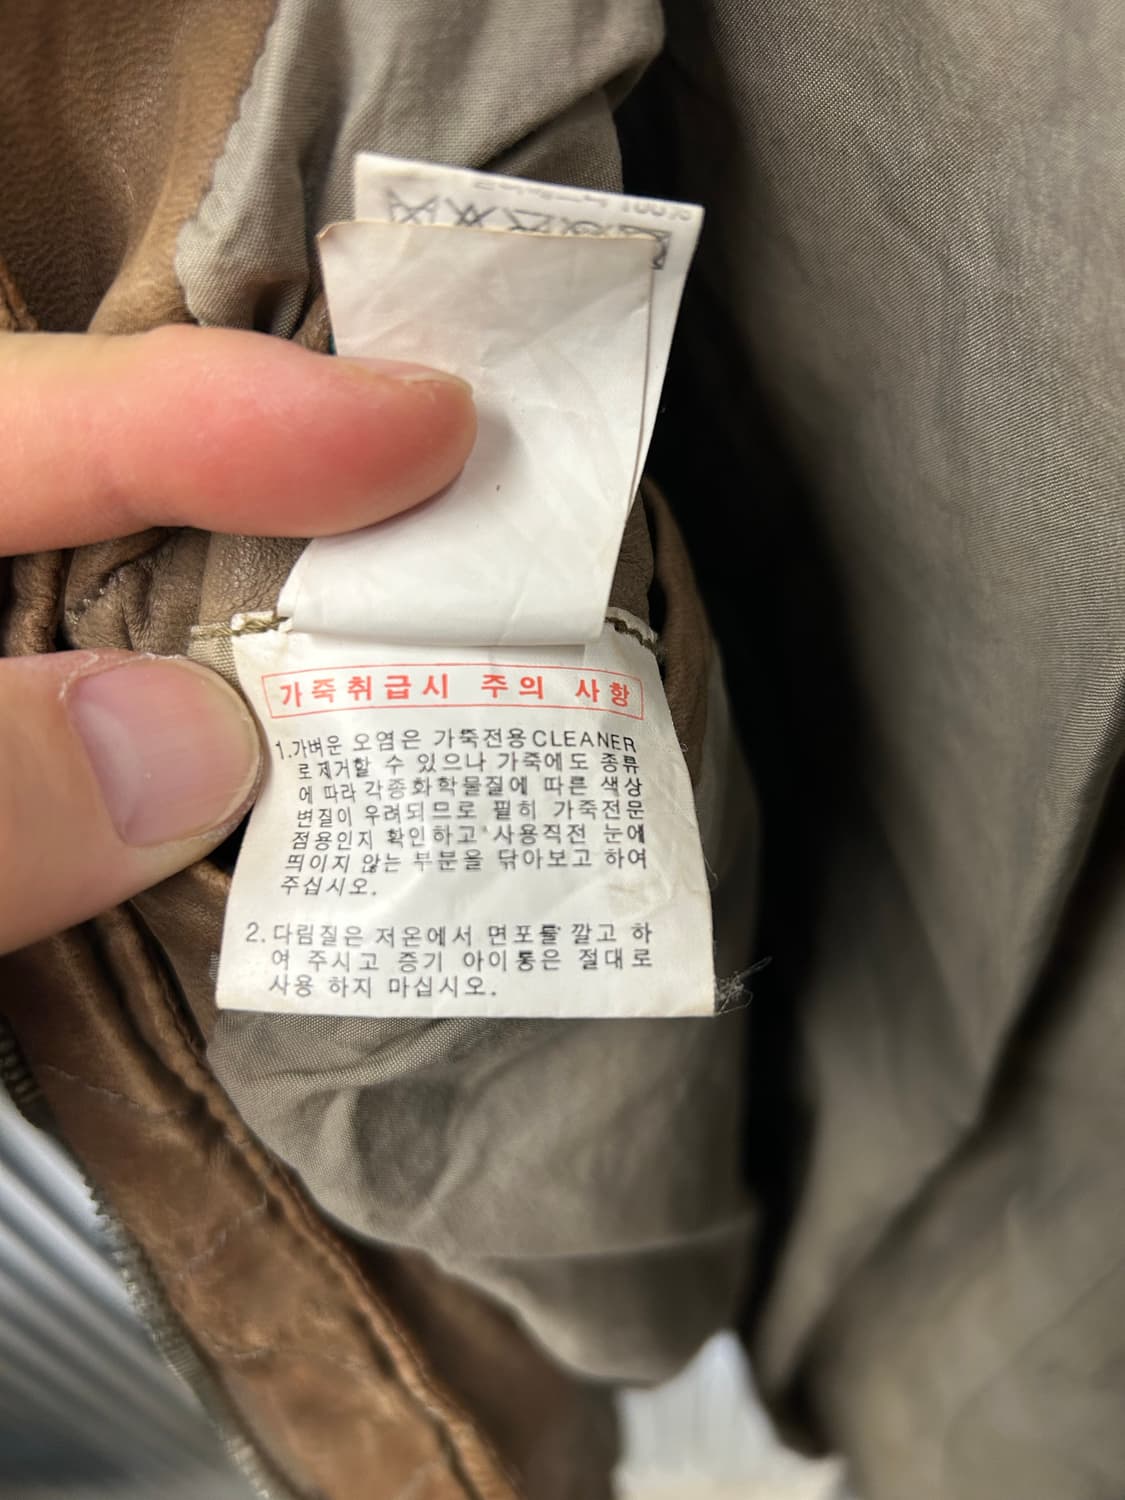 가죽취급시 주의 사항
1.가벼운 오염은 가죽전용CLEANER
로제거할 수 있으나 가죽에도 종류
에 따라 각종화학물질에 따른 색상
변질이 우려되므로 필히 가죽전문
점용인지 확인하고 사용직전 눈에
띄이지 않는 부분을 닦아보고 하여
주십시오.
2. 다림질은 저온에서 면포를 깔고 하
여 주시고 증기 아이롱은 절대로
사용 하지 마십시오.